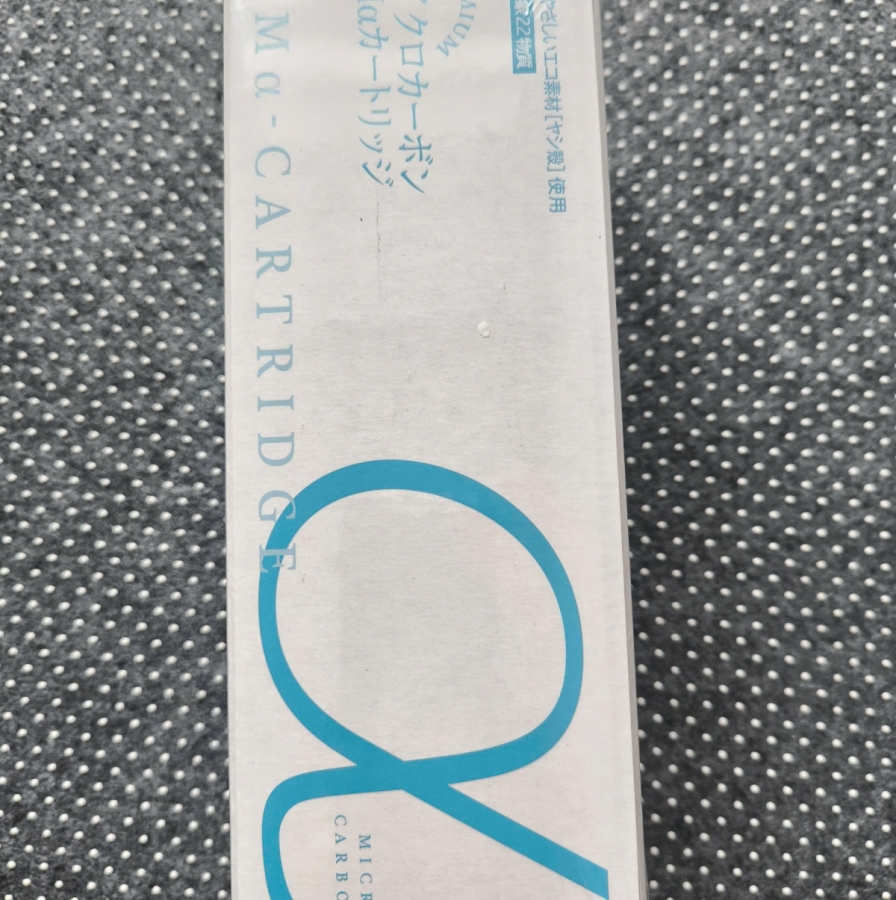 やさしいエコ素材[ヤシ殻]使用
22物質
クロカーボン
αカートリッジ
Mα-CARTRIDGE
α
MICR
CARBO